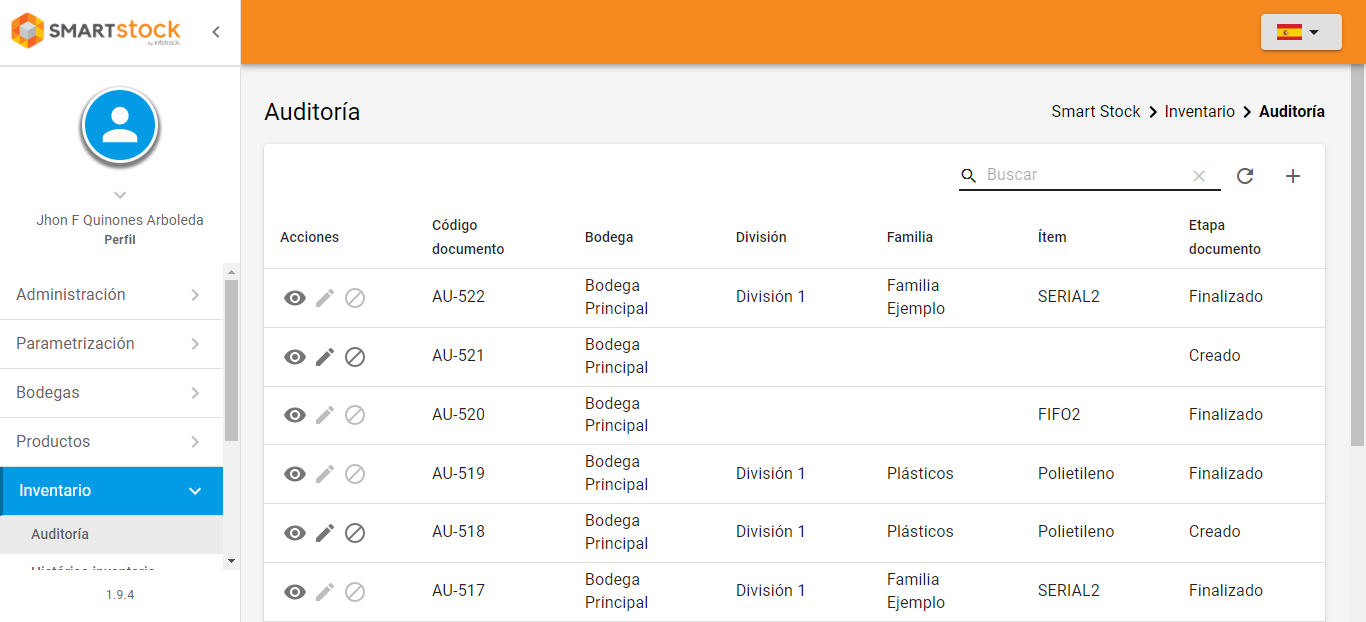 SMARTstock
by infotrack.
Auditoría
Smart Stock
Inventario
Auditoría
Jhon F Quinones Arboleda
Perfil
Administración
Parametrización
Bodegas
Productos
Inventario
Auditoría
Histórico inventario
1.9.4
Buscar
Acciones
Código
documento
Bodega
División
Familia
Ítem
Etapa
documento
AU-522
Bodega
Principal
División 1
Familia
Ejemplo
SERIAL2
Finalizado
AU-521
Bodega
Principal
Creado
AU-520
Bodega
Principal
FIFO2
Finalizado
AU-519
Bodega
Principal
División 1
Plásticos
Polietileno
Finalizado
AU-518
Bodega
Principal
División 1
Plásticos
Polietileno
Creado
AU-517
Bodega
Principal
División 1
Familia
Ejemplo
SERIAL2
Finalizado